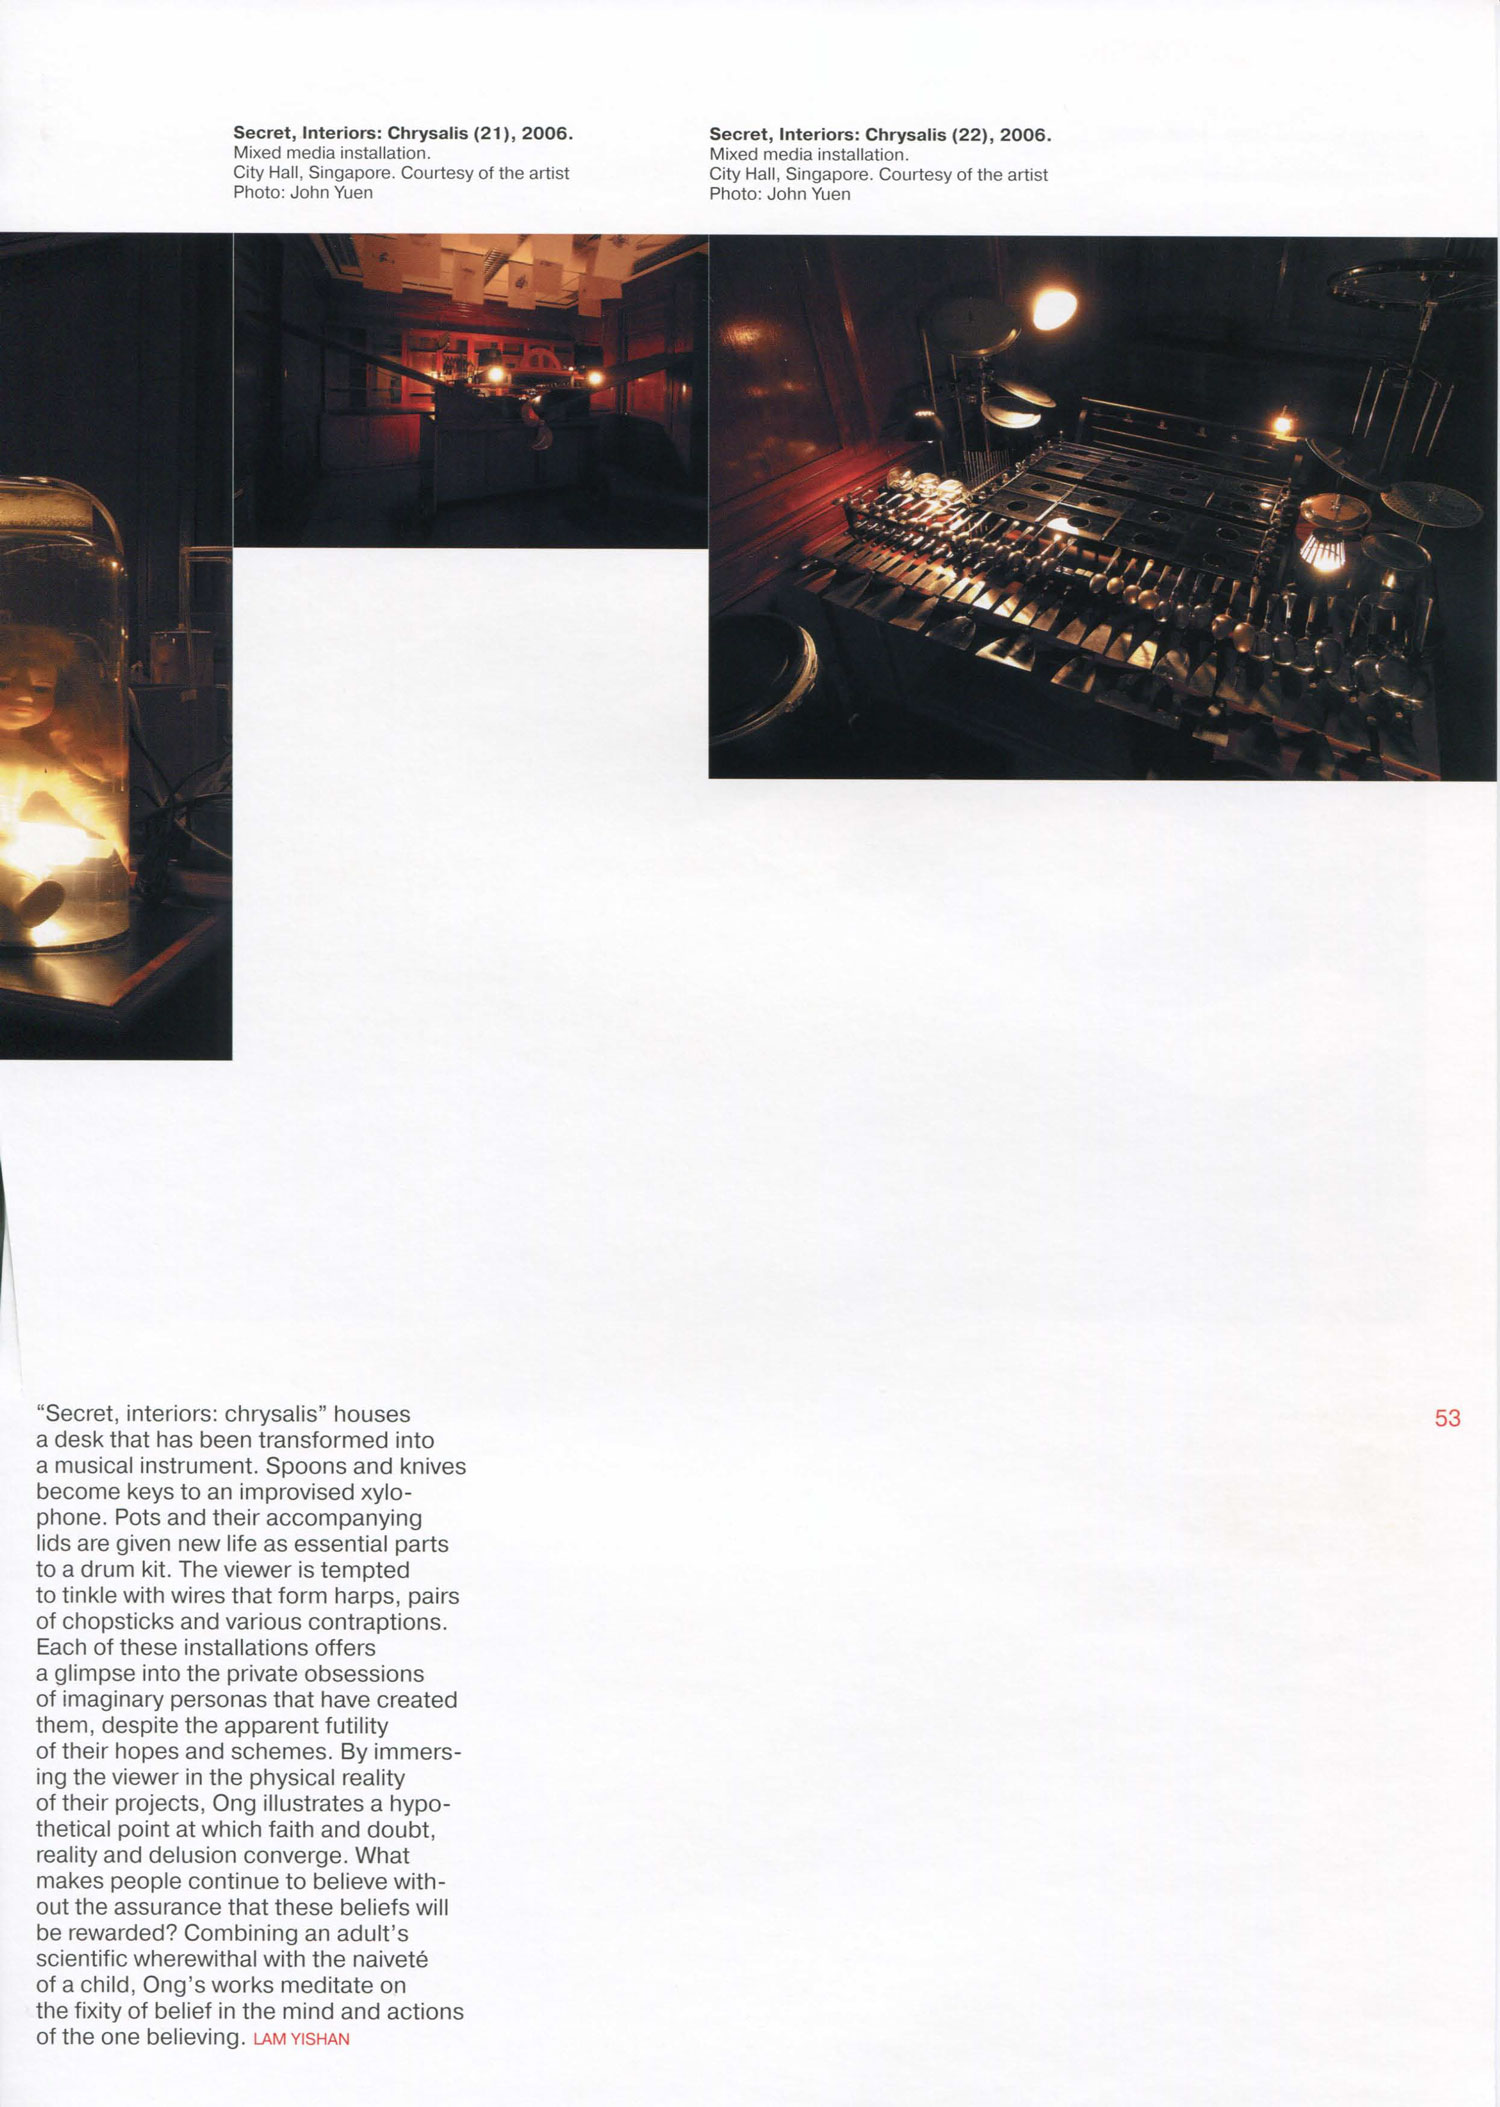 Secret, Interiors: Chrysalis (21), 2006.
Mixed media installation.
City Hall, Singapore. Courtesy of the artist
Photo: John Yuen
Secret, Interiors: Chrysalis (22), 2006.
Mixed media installation.
City Hall, Singapore. Courtesy of the artist
Photo: John Yuen
“Secret, interiors: chrysalis” houses
a desk that has been transformed into
a musical instrument. Spoons and knives
become keys to an improvised xylo-
phone. Pots and their accompanying
lids are given new life as essential parts
to a drum kit. The viewer is tempted
to tinkle with wires that form harps, pairs
of chopsticks and various contraptions.
Each of these installations offers
a glimpse into the private obsessions
of imaginary personas that have created
them, despite the apparent futility
of their hopes and schemes. By immers-
ing the viewer in the physical reality
of their projects, Ong illustrates a hypo-
thetical point at which faith and doubt,
reality and delusion converge. What
makes people continue to believe with-
out the assurance that these beliefs will
be rewarded? Combining an adult’s
scientific wherewithal with the naiveté
of a child, Ong’s works meditate on
the fixity of belief in the mind and actions
of the one believing. LAM YISHAN
53